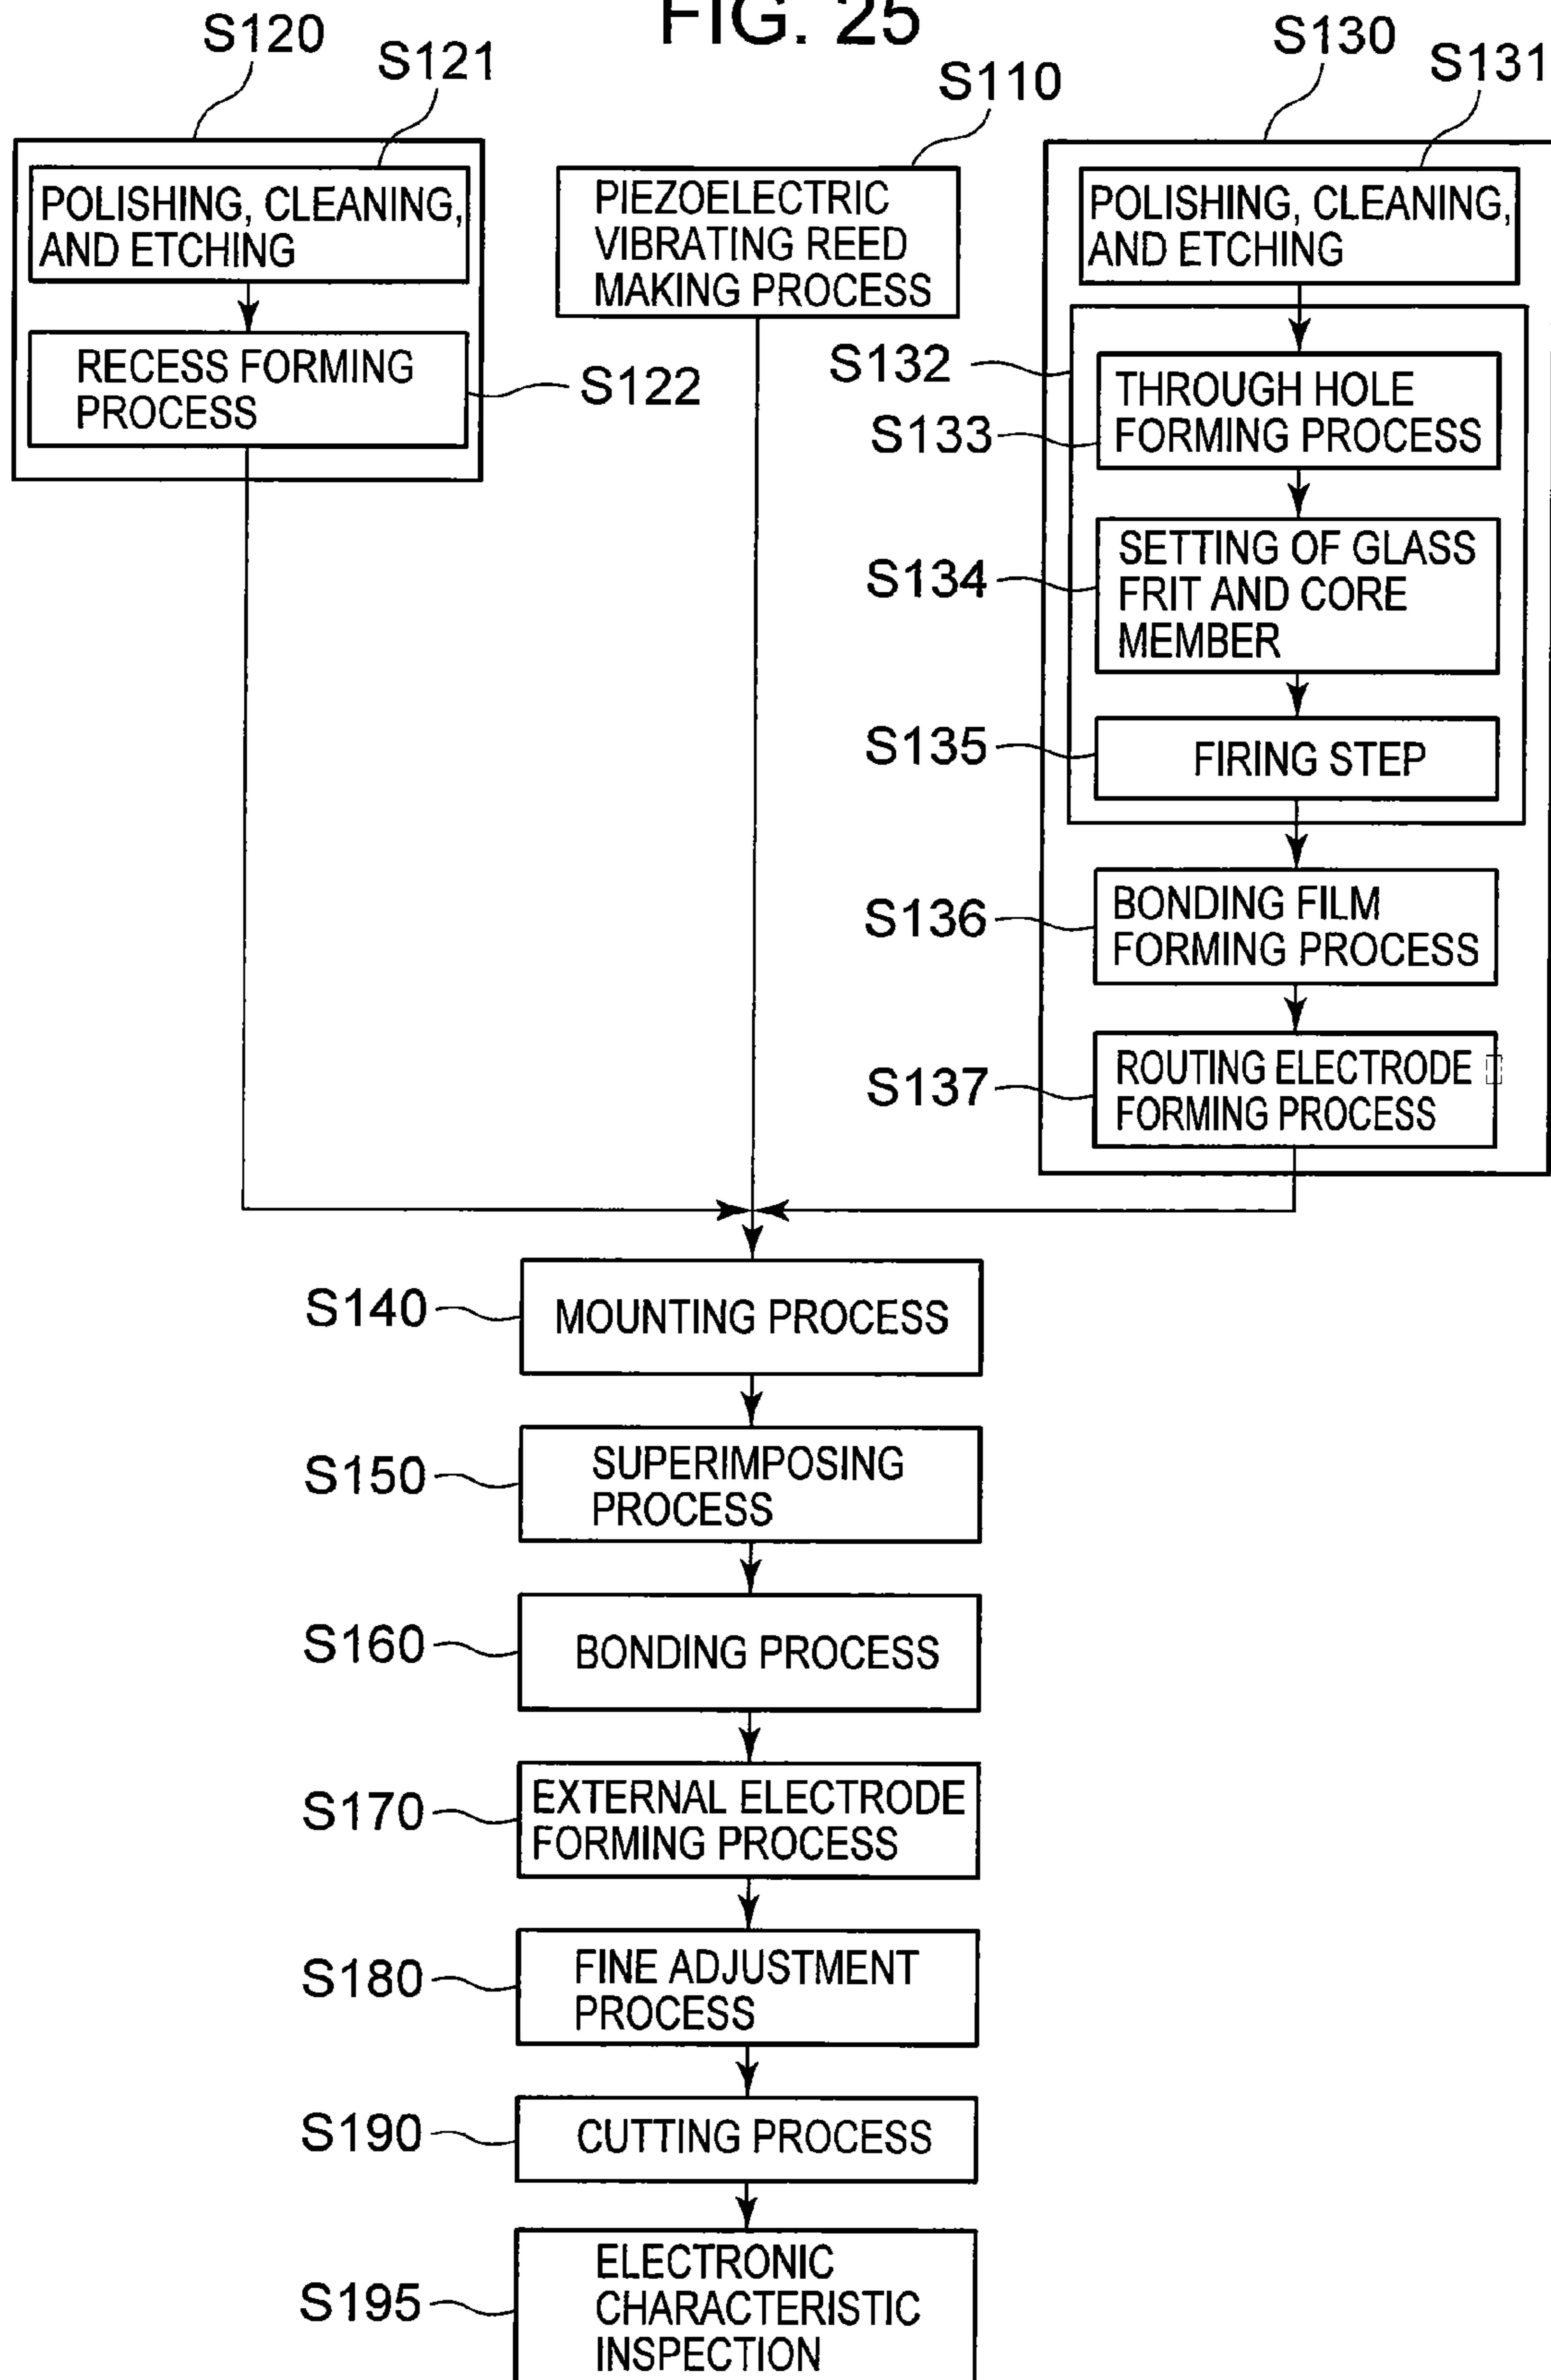 FIG. 25
S120
S121
POLISHING, CLEANING,
AND ETCHING
RECESS FORMING
PROCESS
S122
S110
PIEZOELECTRIC
VIBRATING REED
MAKING PROCESS
S130
S131
POLISHING, CLEANING,
AND ETCHING
S132
S133
THROUGH HOLE
FORMING PROCESS
S134
SETTING OF GLASS
FRIT AND CORE
MEMBER
S135
FIRING STEP
S136
BONDING FILM
FORMING PROCESS
S137
ROUTING ELECTRODE
FORMING PROCESS
S140
MOUNTING PROCESS
S150
SUPERIMPOSING
PROCESS
S160
BONDING PROCESS
S170
EXTERNAL ELECTRODE
FORMING PROCESS
S180
FINE ADJUSTMENT
PROCESS
S190
CUTTING PROCESS
S195
ELECTRONIC
CHARACTERISTIC
INSPECTION